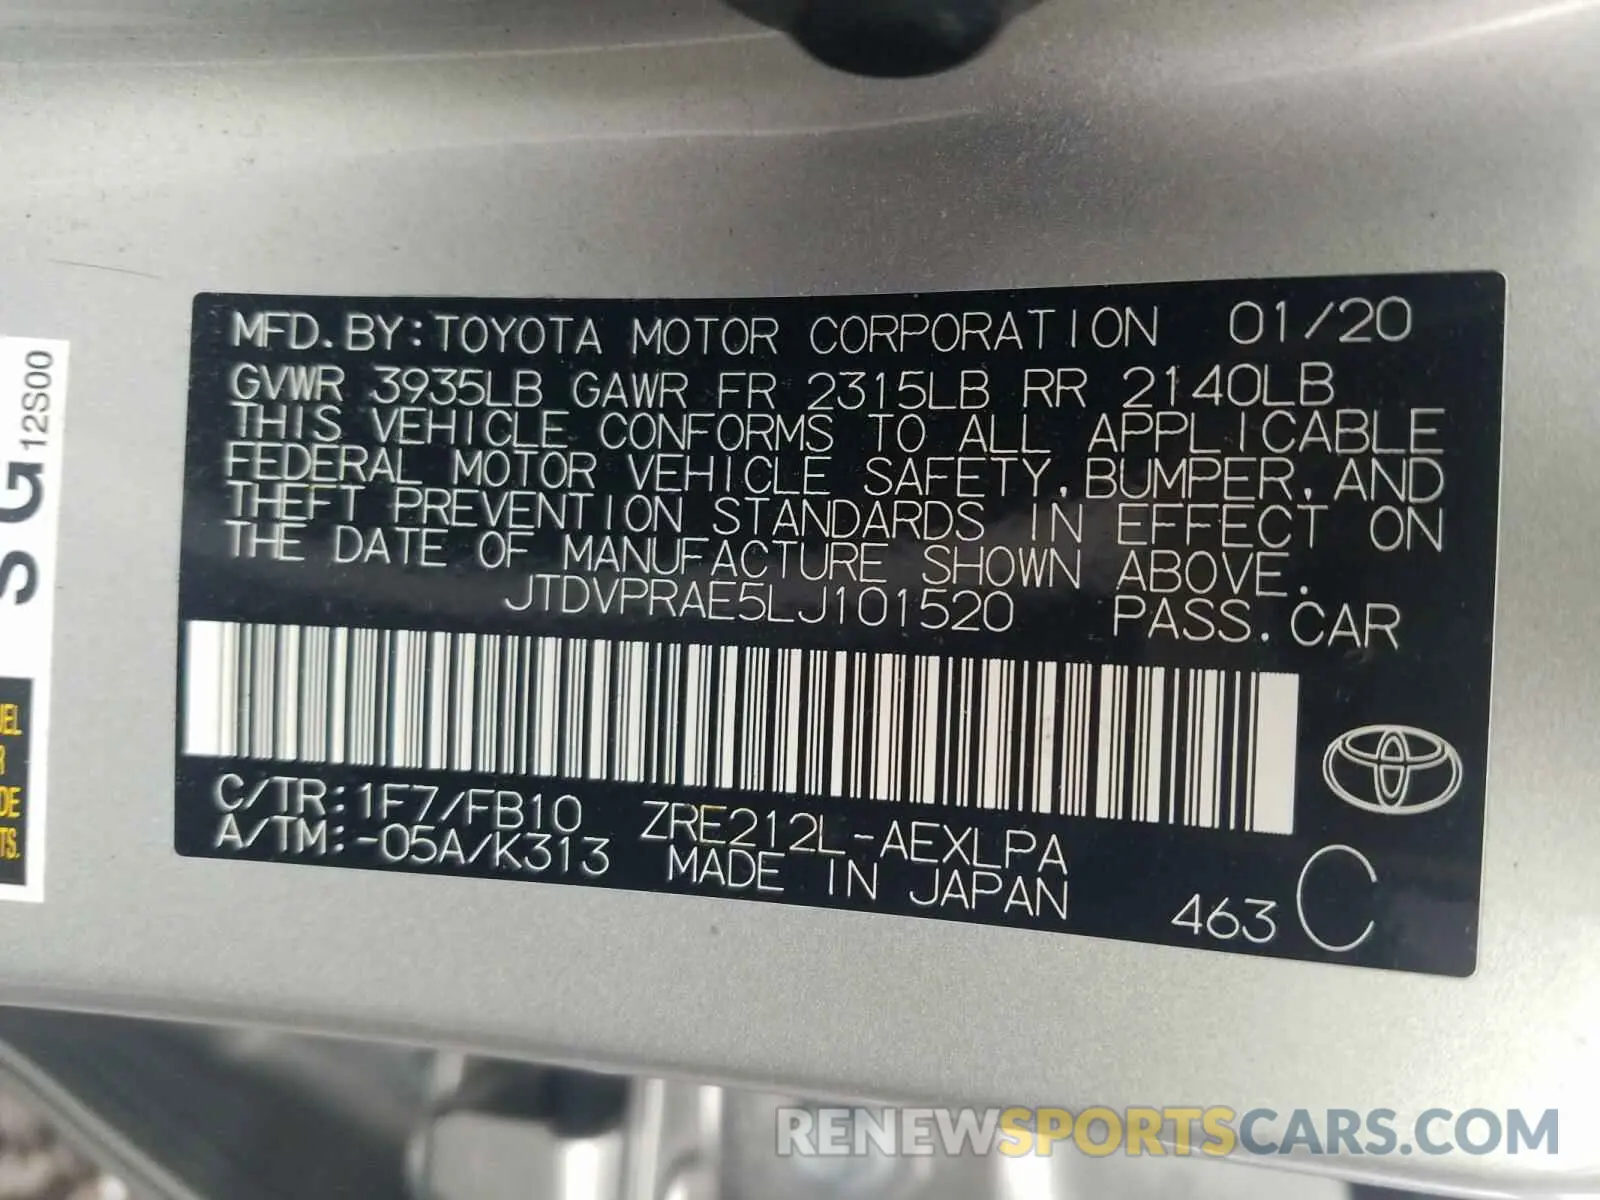 MFD.BY:TOYOTA MOTOR CORPORATION 01/20
GVWR 3935LB GAWR FR 2315LB RR 2140LB
THIS VEHICLE CONFORMS TO ALL APPLICABLE
FEDERAL MOTOR VEHICLE SAFETY,BUMPER,AND
THEFT PREVENTION STANDARDS IN EFFECT ON
THE DATE OF MANUFACTURE SHOWN ABOVE.
JTDVPRAE5LJ101520 PASS.CAR
C/TR:1F7/FB10 ZRE212L-AEXLPA
A/TM:-05A/K313 MADE IN JAPAN
463 C
SG
12S00
RENEWSPORTSCARS.COM